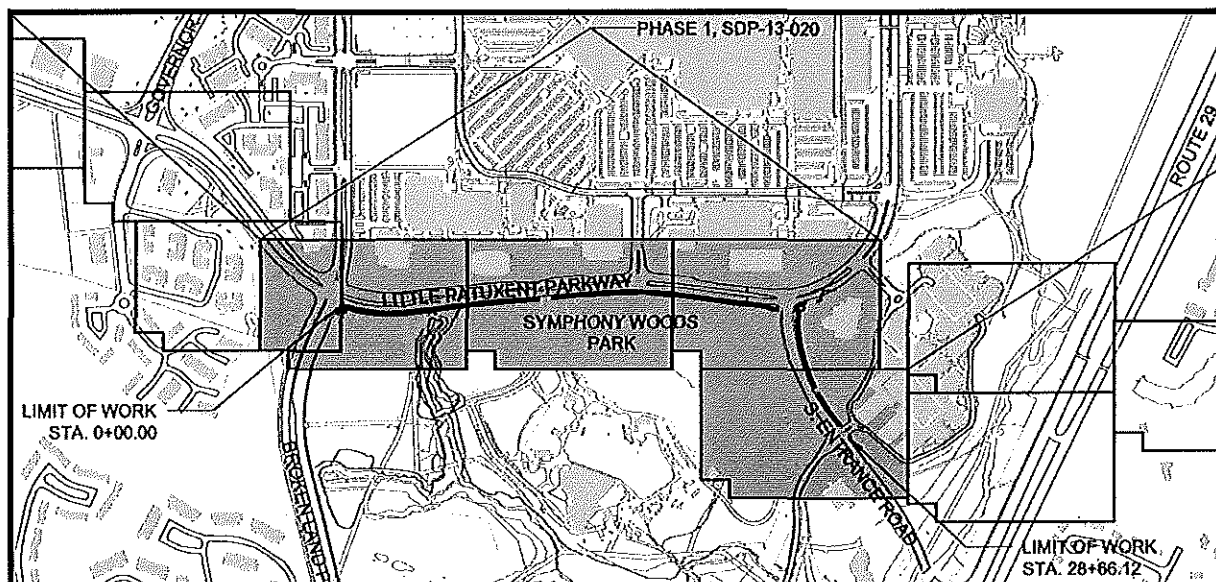 GOVERNOR
PHASE 1, SDP-13-020
ROUTE 29
LITTLE PATUXENT PARKWAY
SYMPHONY WOODS
PARK
LIMIT OF WORK
STA. 0+00.00
BROKEN LAND P
S ENTRANCE ROAD
LIMIT OF WORK
STA. 28+66.12